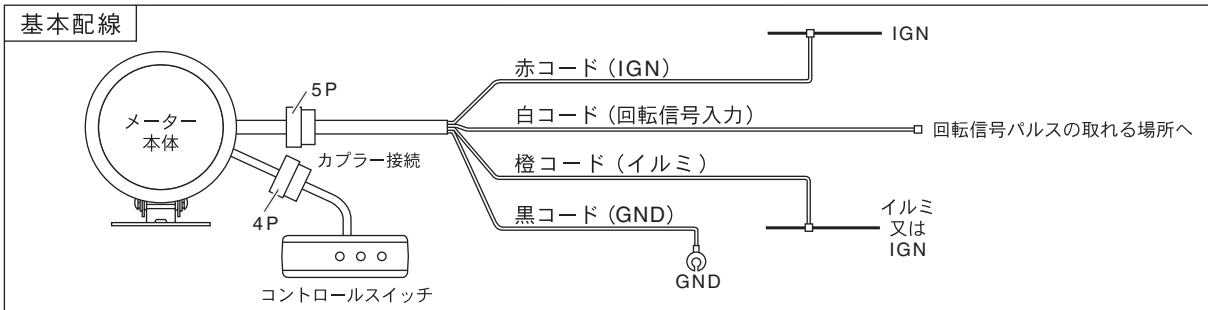 基本配線
IGN
赤コード（IGN）
5P
白コード（回転信号入力）
回転信号パルスの取れる場所へ
メーター
本体
カプラー接続
橙コード（イルミ）
4P
黒コード（GND）
イルミ
又は
IGN
GND
コントロールスイッチ